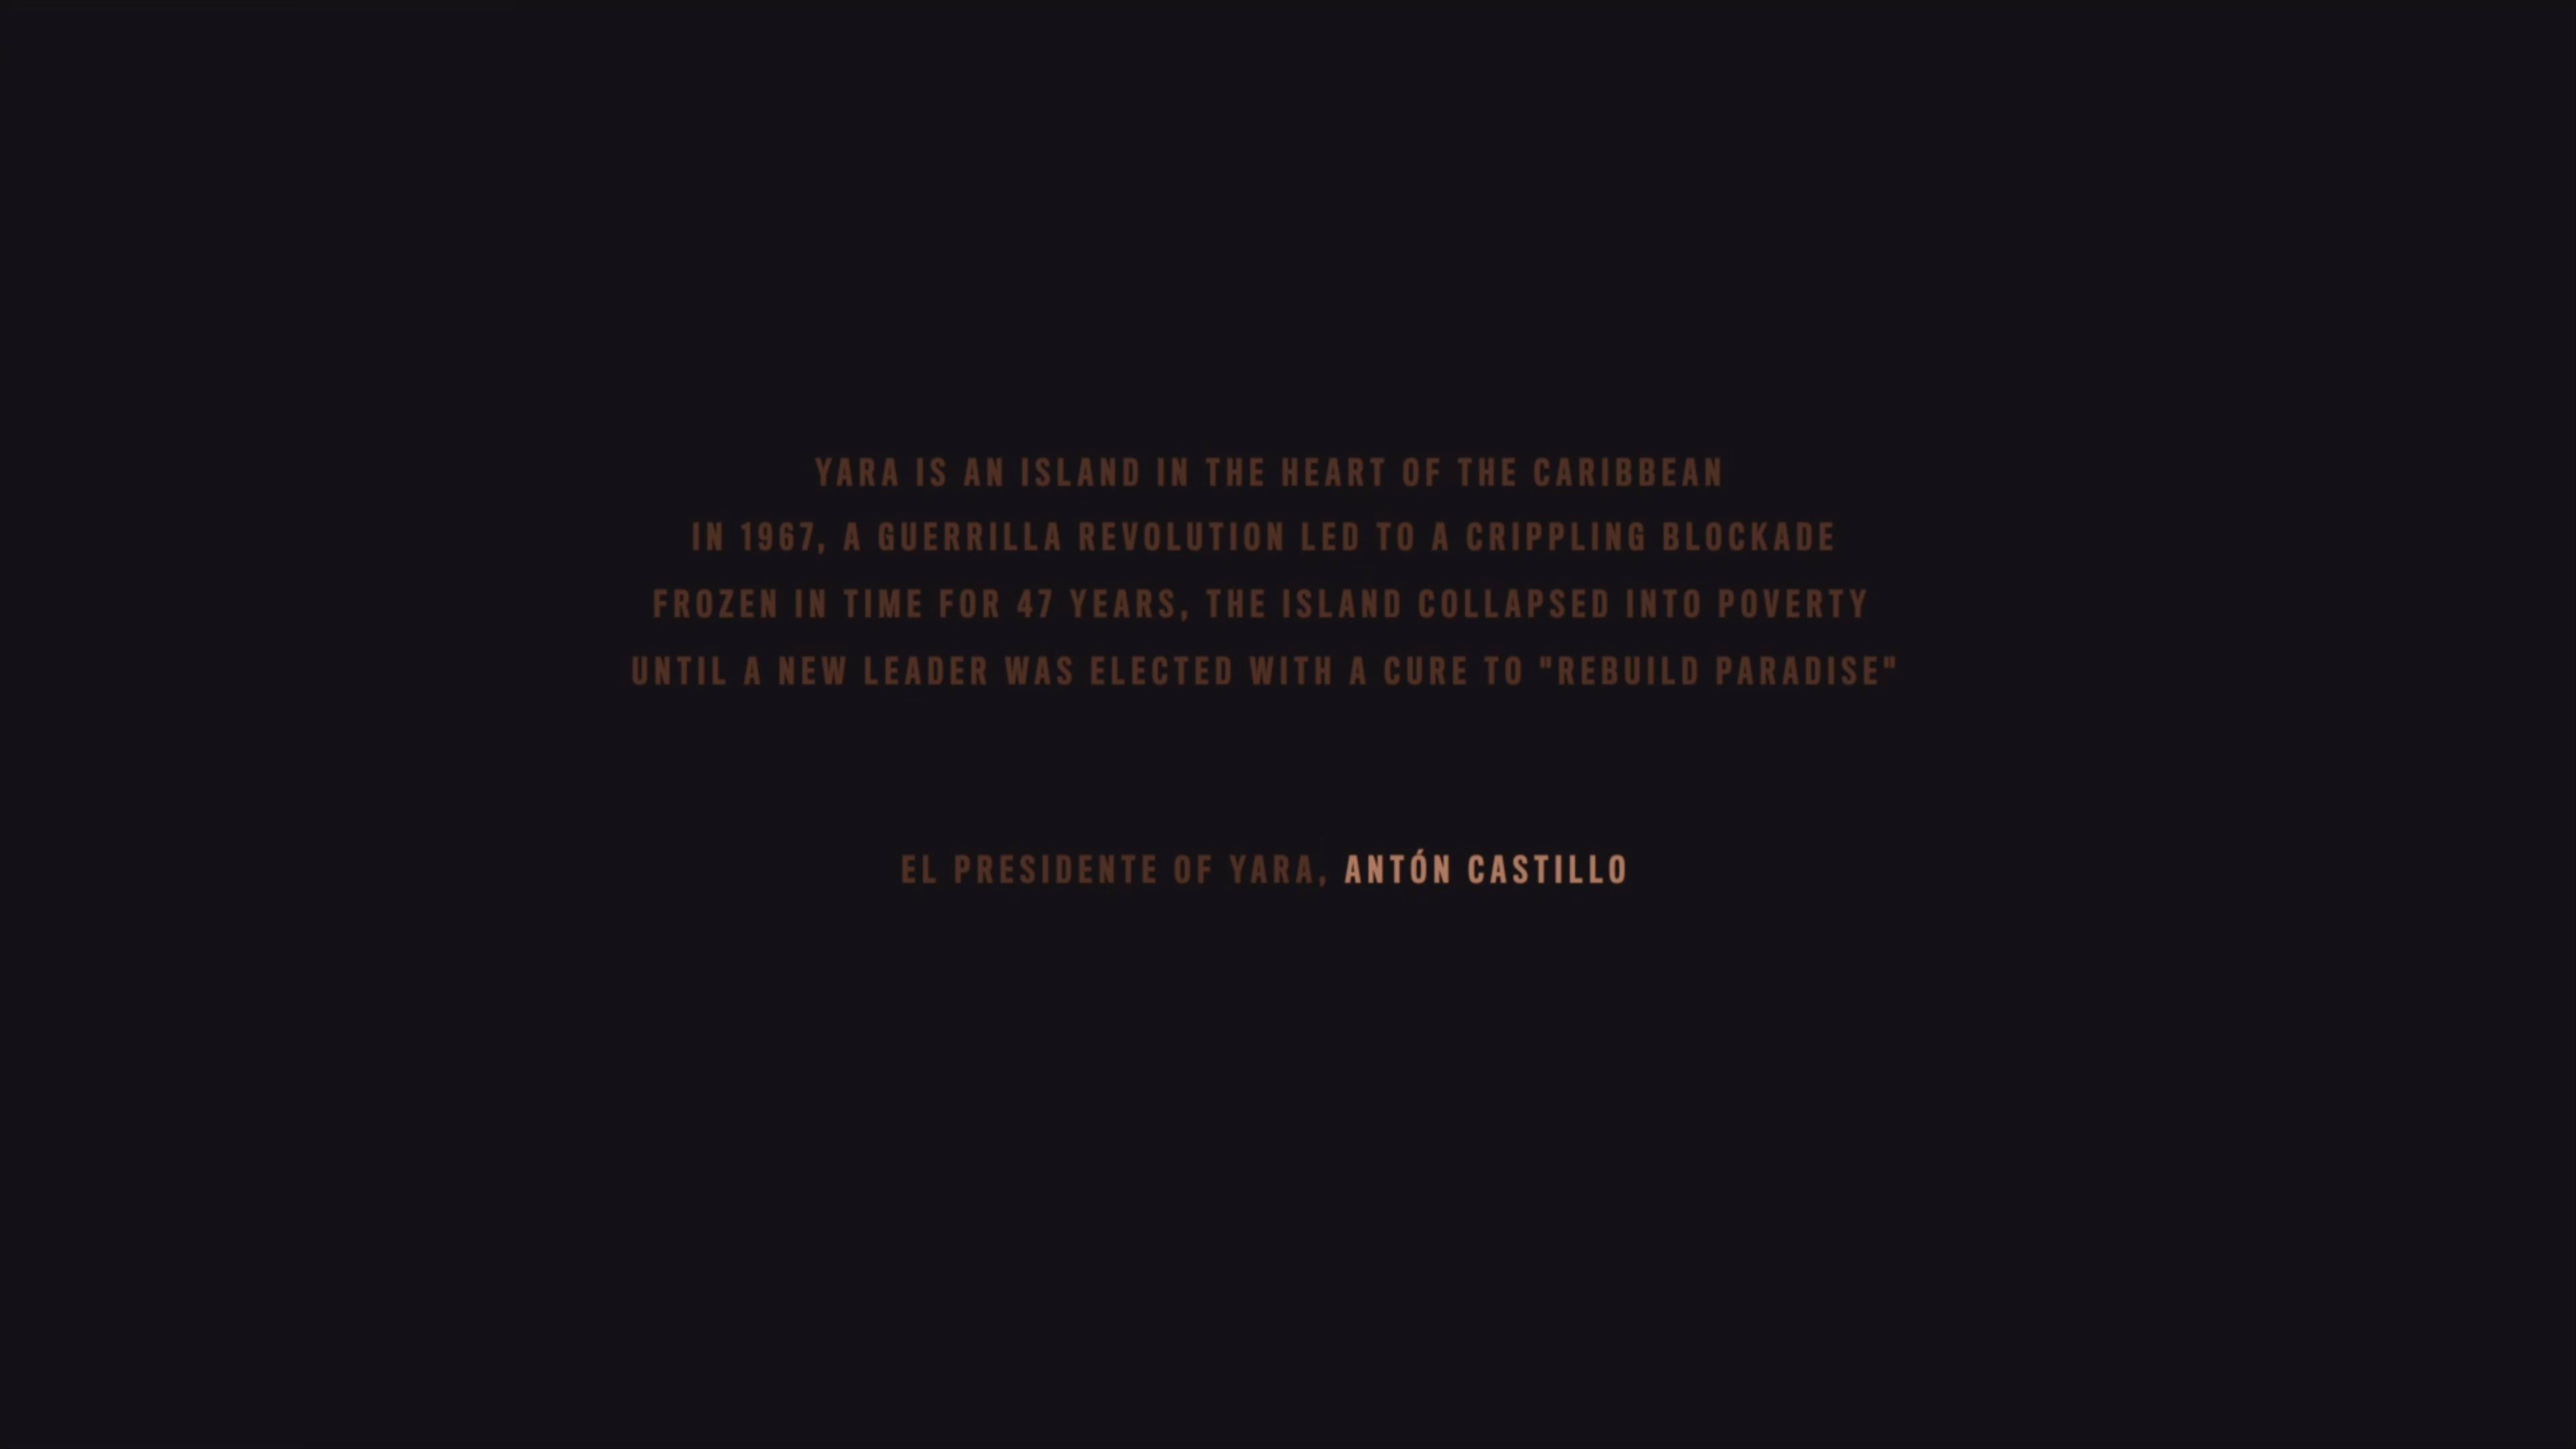 YARA IS AN ISLAND IN THE HEART OF THE CARIBBEAN
IN 1967, A GUERRILLA REVOLUTION LED TO A CRIPPLING BLOCKADE
FROZEN IN TIME FOR 47 YEARS, THE ISLAND COLLAPSED INTO POVERTY
UNTIL A NEW LEADER WAS ELECTED WITH A CURE TO "REBUILD PARADISE"
EL PRESIDENTE OF YARA, ANTÓN CASTILLO